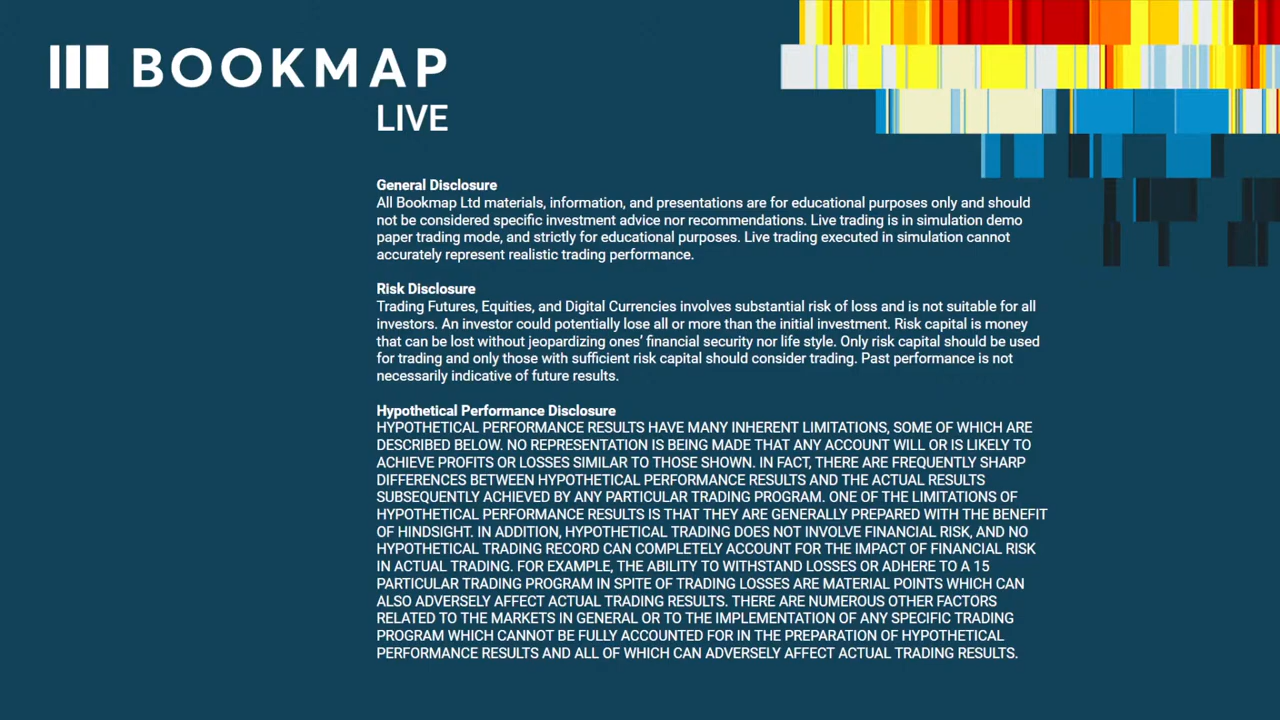 BOOKMAP
LIVE
General Disclosure
All Bookmap Ltd materials, information, and presentations are for educational purposes only and should
not be considered specific investment advice nor recommendations. Live trading is in simulation demo
paper trading mode, and strictly for educational purposes. Live trading executed in simulation cannot
accurately represent realistic trading performance.
Risk Disclosure
Trading Futures, Equities, and Digital Currencies involves substantial risk of loss and is not suitable for all
investors. An investor could potentially lose all or more than the initial investment. Risk capital is money
that can be lost without jeopardizing ones’ financial security nor life style. Only risk capital should be used
for trading and only those with sufficient risk capital should consider trading. Past performance is not
necessarily indicative of future results.
Hypothetical Performance Disclosure
HYPOTHETICAL PERFORMANCE RESULTS HAVE MANY INHERENT LIMITATIONS, SOME OF WHICH ARE
DESCRIBED BELOW. NO REPRESENTATION IS BEING MADE THAT ANY ACCOUNT WILL OR IS LIKELY TO
ACHIEVE PROFITS OR LOSSES SIMILAR TO THOSE SHOWN. IN FACT, THERE ARE FREQUENTLY SHARP
DIFFERENCES BETWEEN HYPOTHETICAL PERFORMANCE RESULTS AND THE ACTUAL RESULTS
SUBSEQUENTLY ACHIEVED BY ANY PARTICULAR TRADING PROGRAM. ONE OF THE LIMITATIONS OF
HYPOTHETICAL PERFORMANCE RESULTS IS THAT THEY ARE GENERALLY PREPARED WITH THE BENEFIT
OF HINDSIGHT. IN ADDITION, HYPOTHETICAL TRADING DOES NOT INVOLVE FINANCIAL RISK, AND NO
HYPOTHETICAL TRADING RECORD CAN COMPLETELY ACCOUNT FOR THE IMPACT OF FINANCIAL RISK
IN ACTUAL TRADING. FOR EXAMPLE, THE ABILITY TO WITHSTAND LOSSES OR ADHERE TO A 15
PARTICULAR TRADING PROGRAM IN SPITE OF TRADING LOSSES ARE MATERIAL POINTS WHICH CAN
ALSO ADVERSELY AFFECT ACTUAL TRADING RESULTS. THERE ARE NUMEROUS OTHER FACTORS
RELATED TO THE MARKETS IN GENERAL OR TO THE IMPLEMENTATION OF ANY SPECIFIC TRADING
PROGRAM WHICH CANNOT BE FULLY ACCOUNTED FOR IN THE PREPARATION OF HYPOTHETICAL
PERFORMANCE RESULTS AND ALL OF WHICH CAN ADVERSELY AFFECT ACTUAL TRADING RESULTS.